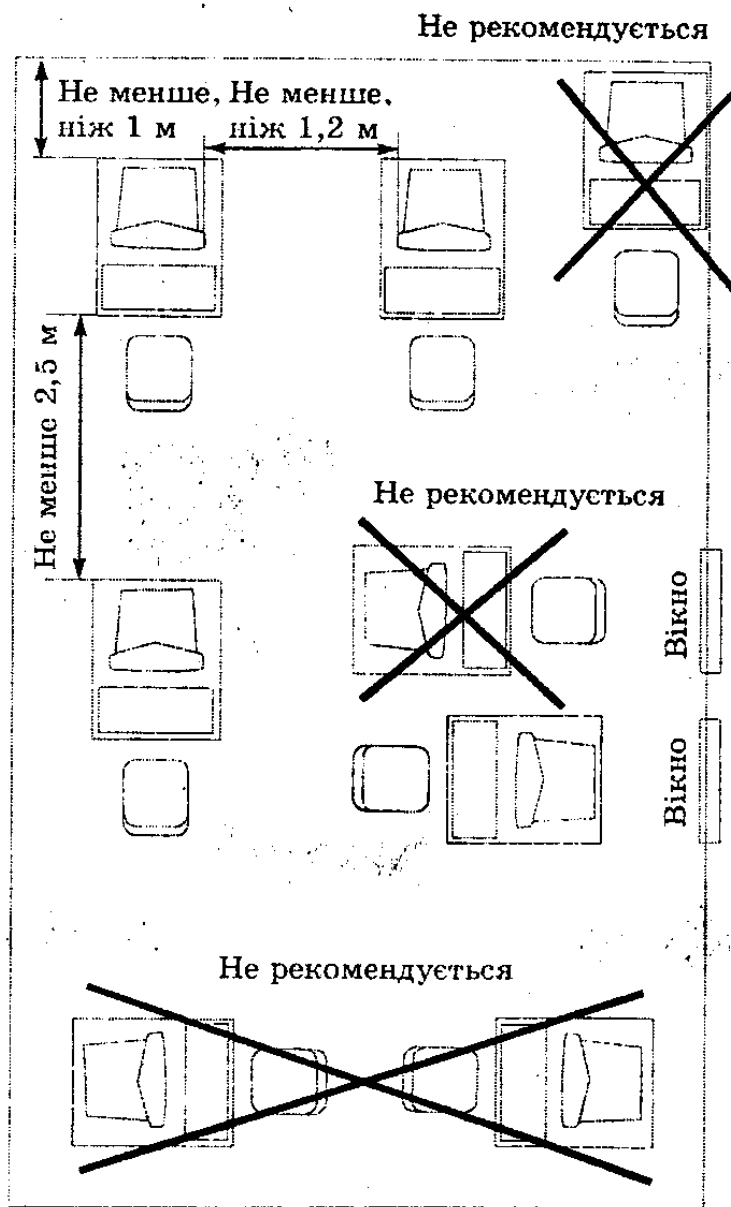 Не рекомендується
Не менше, Не менше,
ніж 1 м ніж 1,2 м
Не менше 2,5 м
Не рекомендується
Вікно
Вікно
Не рекомендується